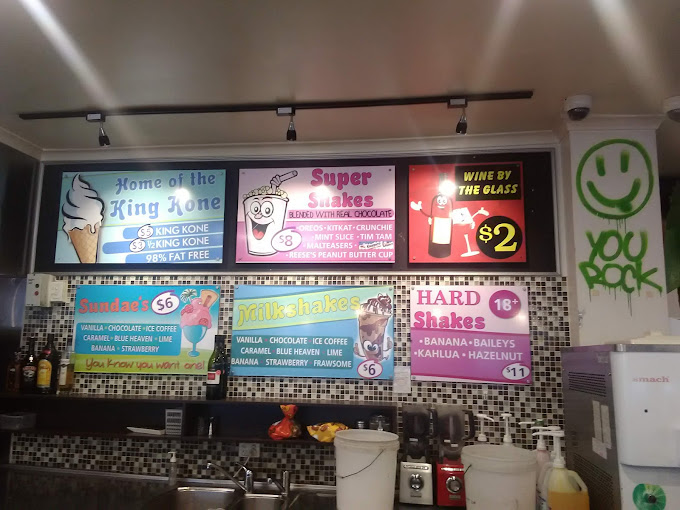 Home of the
King Kone
$5 KING KONE
$3 ½ KING KONE
98% FAT FREE
Super
Shakes
BLENDED WITH REAL CHOCOLATE
OREOS · KITKAT · CRUNCHIE
MINT SLICE · TIM TAM
MALTEASERS ·
REESE'S PEANUT BUTTER CUP
$8
WINE BY
THE GLASS
$2
YOU
ROCK
Sundae's $6
VANILLA · CHOCOLATE · ICE COFFEE
CARAMEL · BLUE HEAVEN · LIME
BANANA · STRAWBERRY
You know you want one!
Milkshakes
VANILLA CHOCOLATE ICE COFFEE
CARAMEL BLUE HEAVEN LIME
BANANA STRAWBERRY FRAWSOME
$6
HARD 18+
Shakes
· BANANA · BAILEYS
· KAHLUA · HAZELNUT
$11